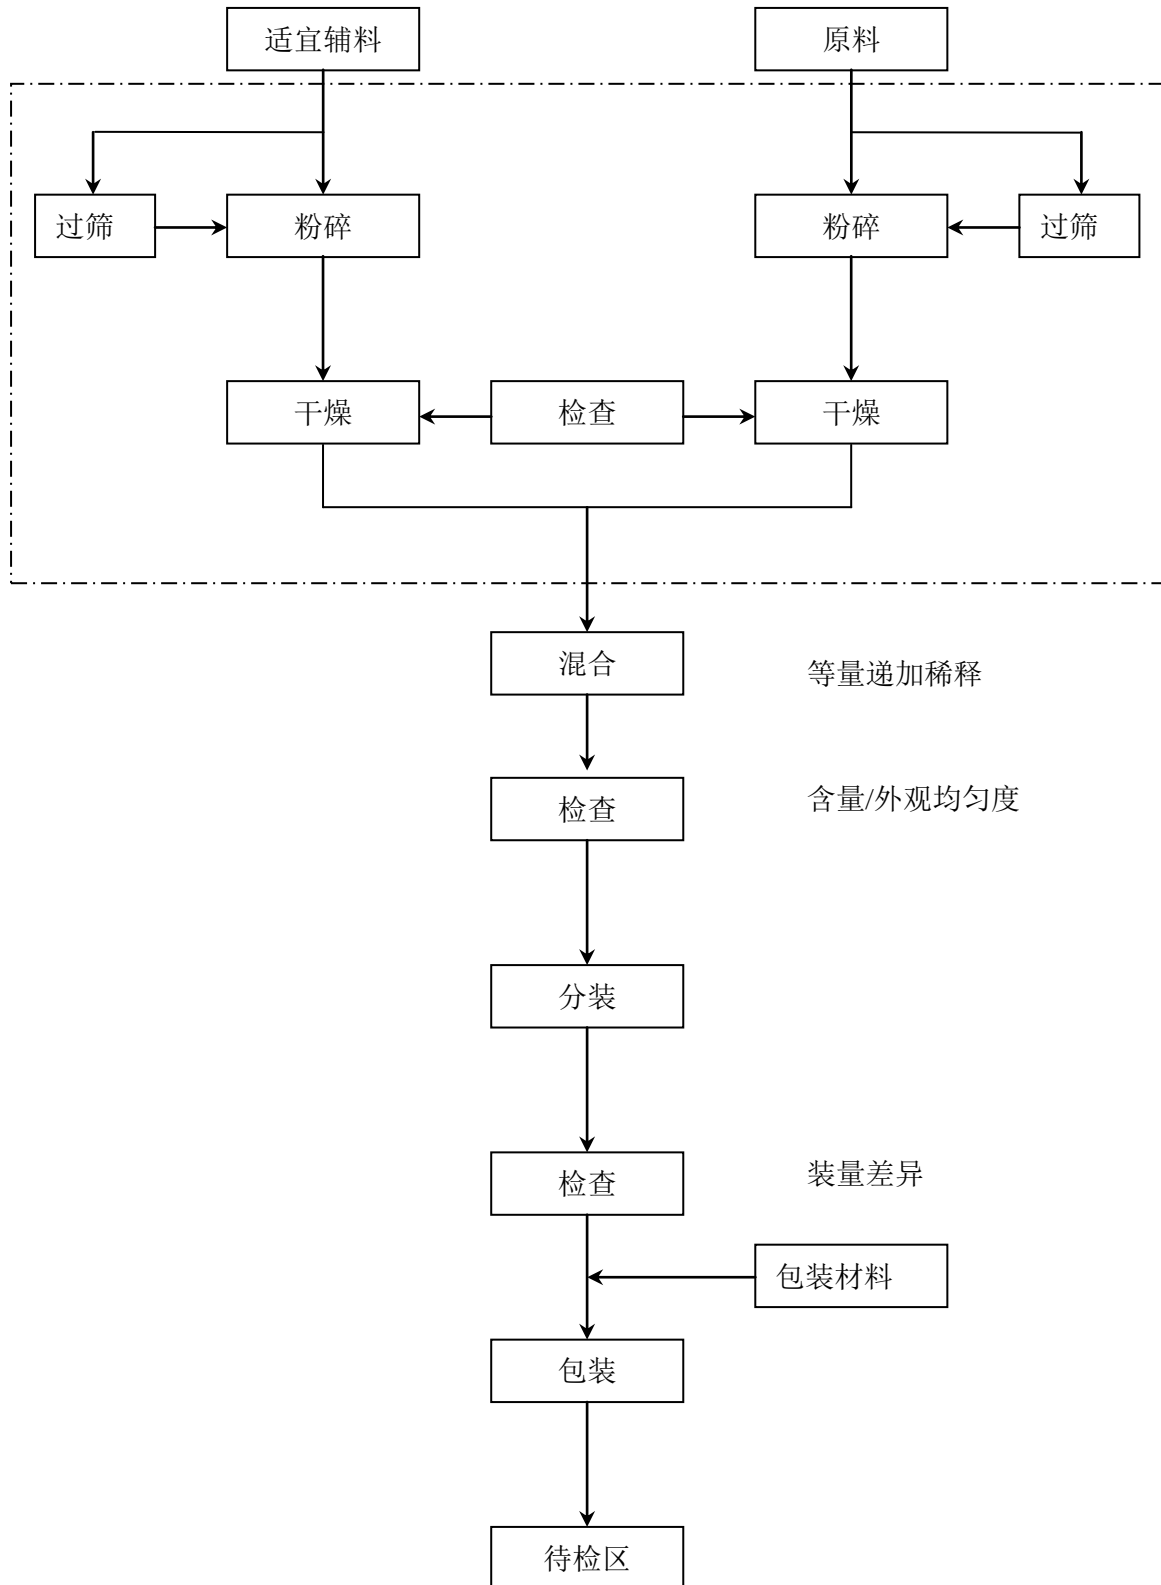 适宜辅料
原料
过筛
粉碎
粉碎
过筛
干燥
检查
干燥
混合
等量递加稀释
检查
含量/外观均匀度
分装
检查
装量差异
包装材料
包装
待检区